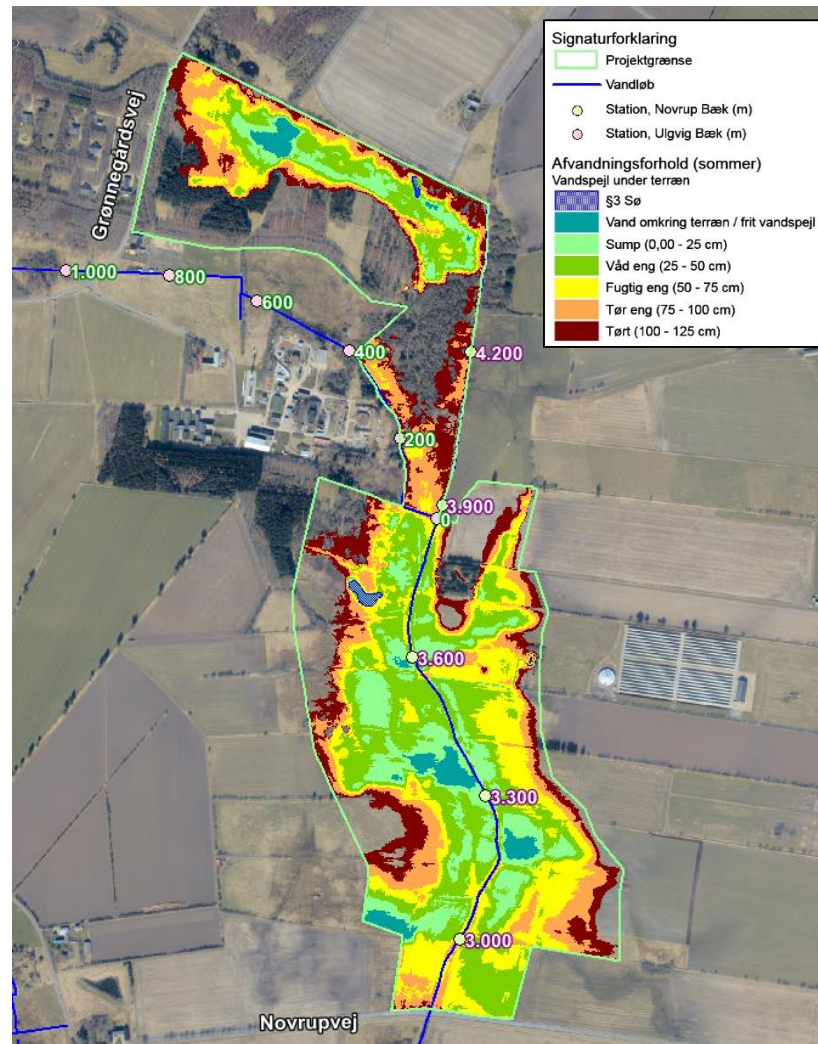 Signaturforklaring
Projektgrænse
Vandløb
Station, Novrup Bæk (m)
Station, Ulgvig Bæk (m)
Afvandningsforhold (sommer)
Vandspejl under terræn
§3 Sø
Vand omkring terræn / frit vandspejl
Sump (0,00 - 25 cm)
Våd eng (25 - 50 cm)
Fugtig eng (50 - 75 cm)
Tør eng (75 - 100 cm)
Tørt (100 - 125 cm)
Grønnegårdsvej
1.000
800
600
400
4.200
200
3.900
0
3.600
3.300
3.000
Novrupvej